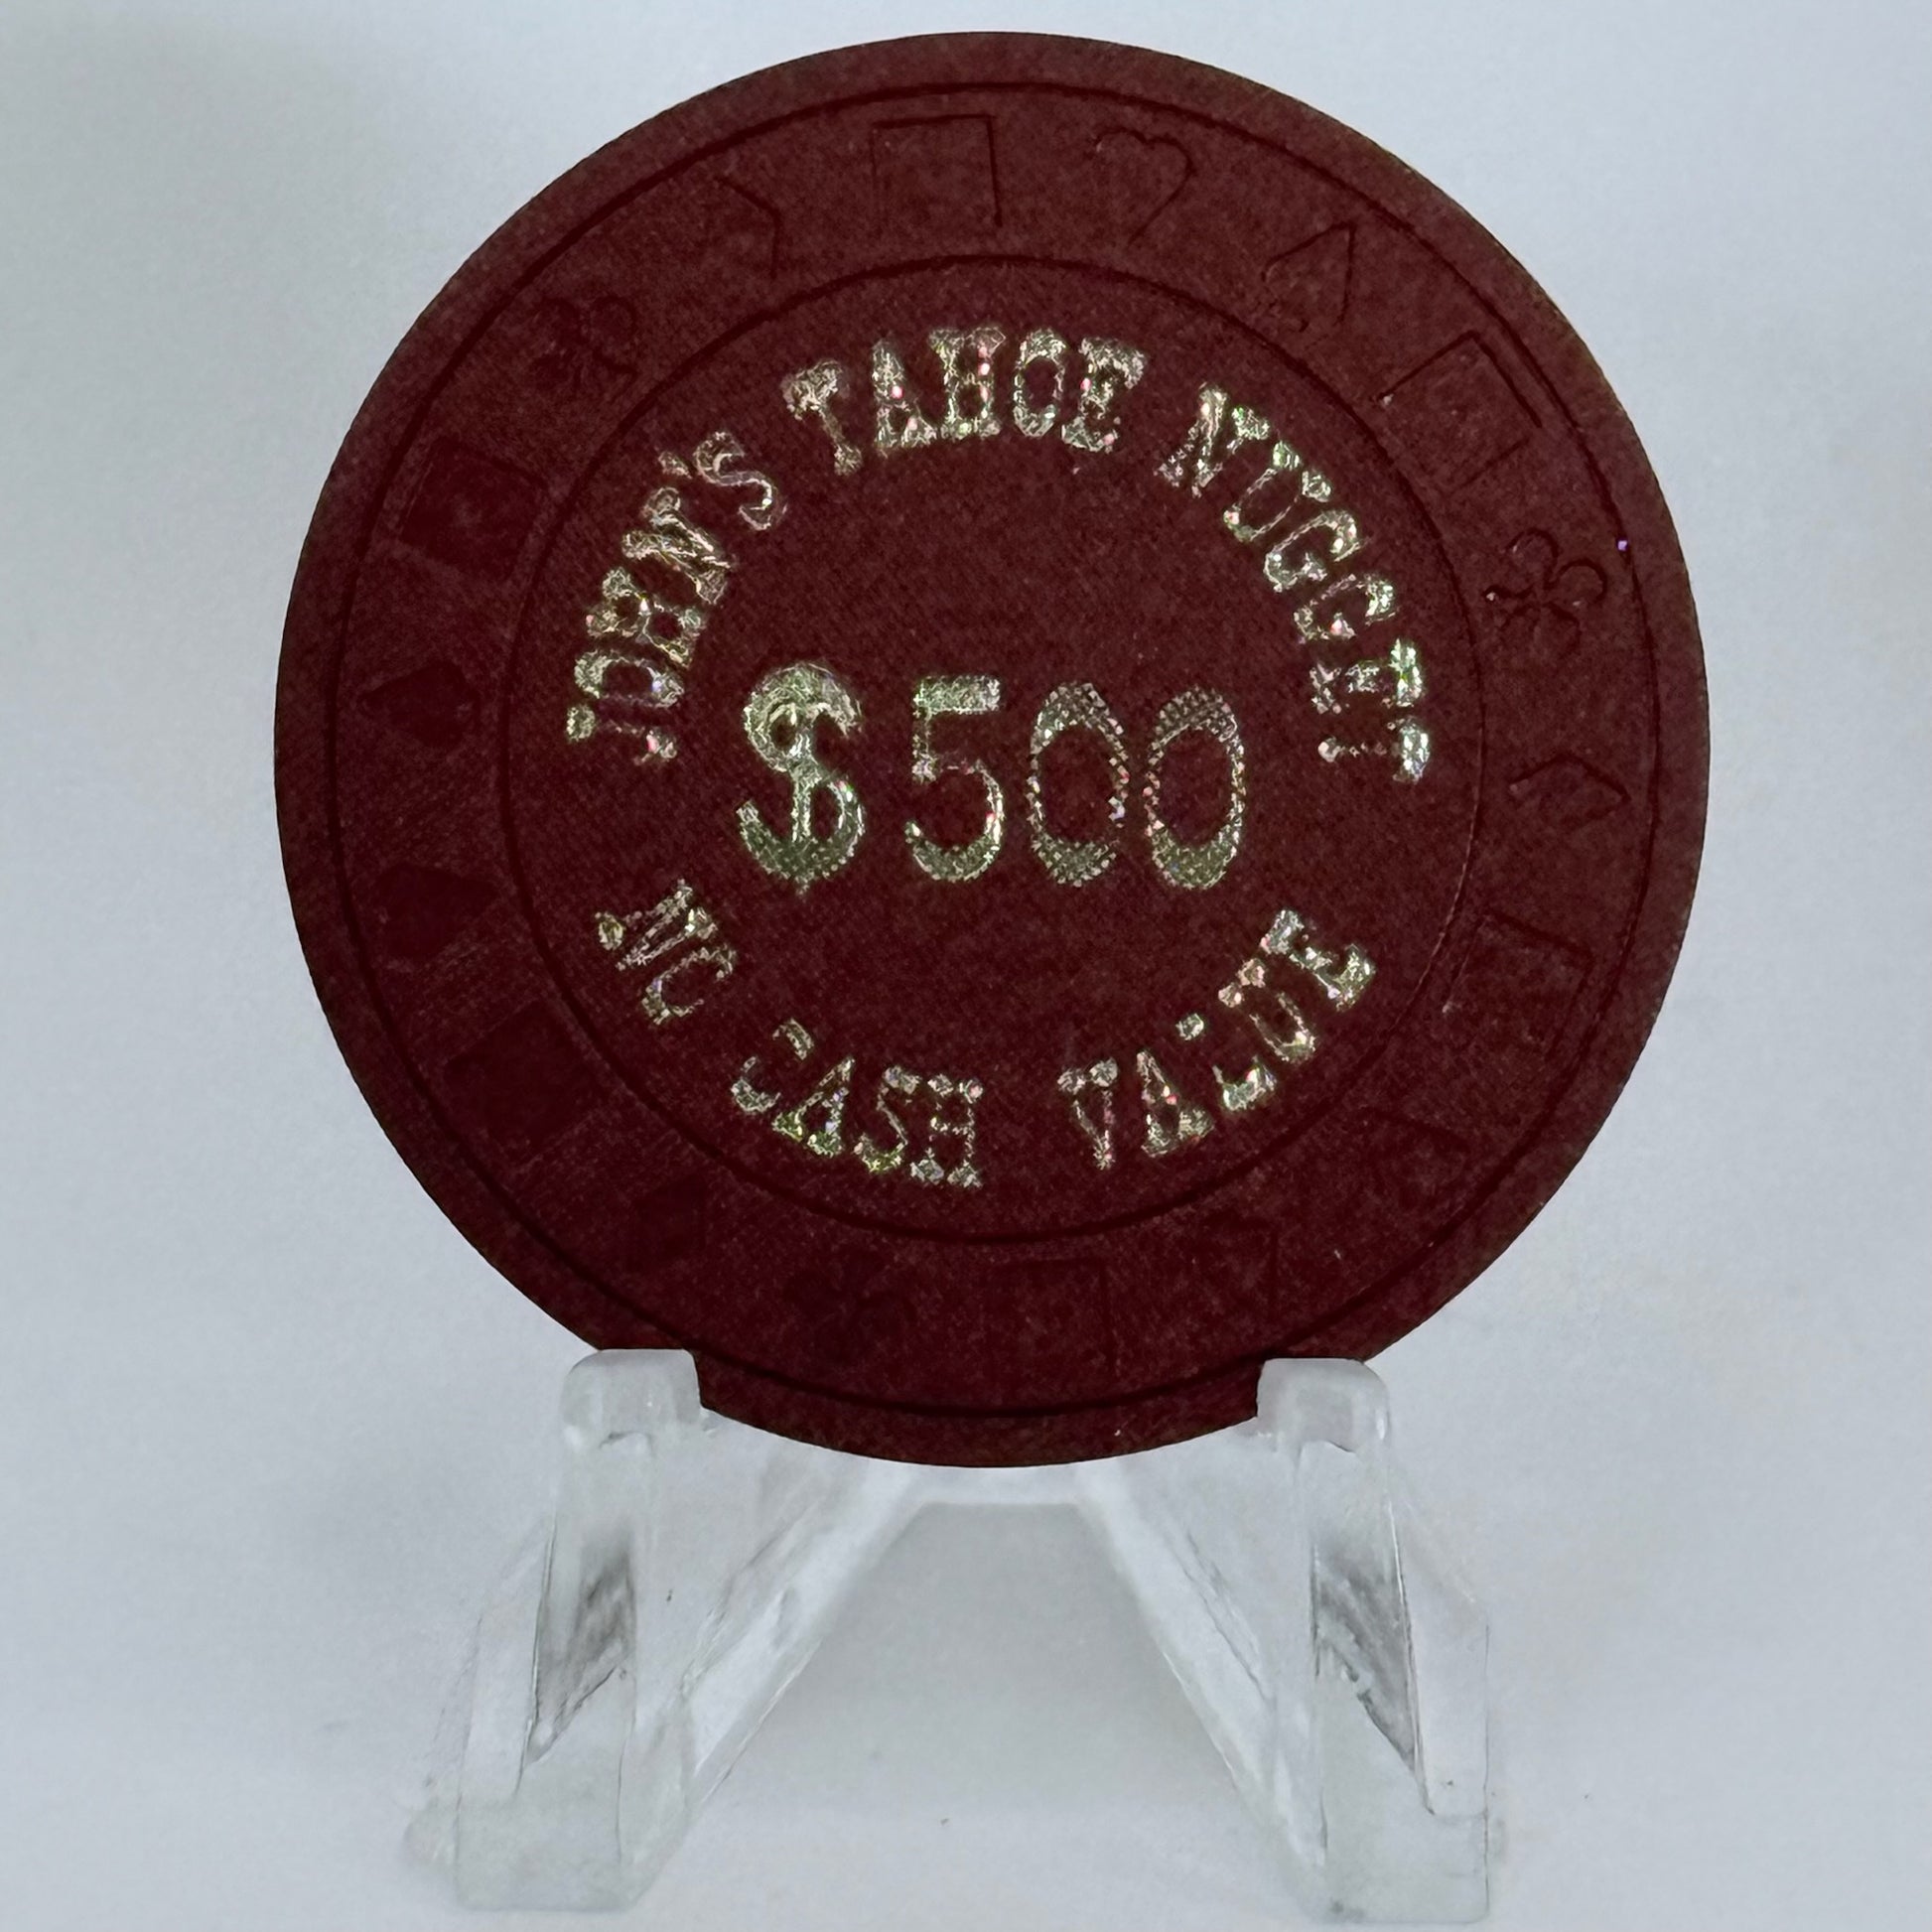 JOHN'S TAHOE NUGGET
$500
NO CASH VALUE